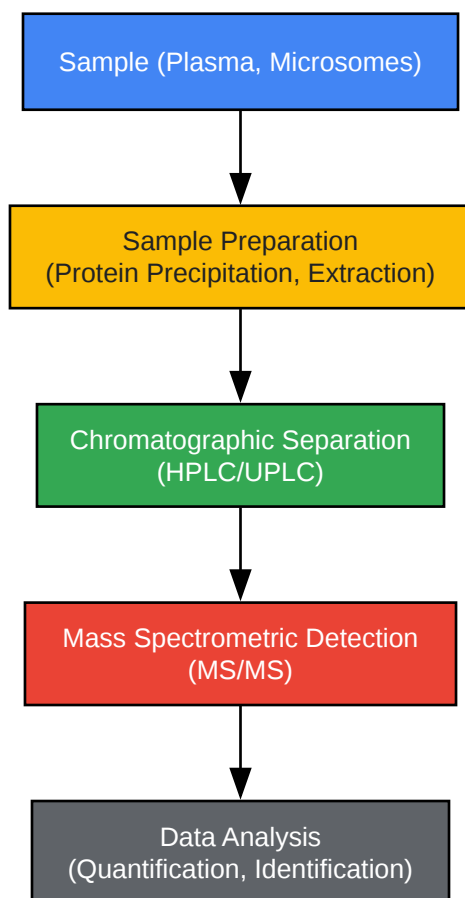 Sample (Plasma, Microsomes)
Sample Preparation
(Protein Precipitation, Extraction)
Chromatographic Separation
(HPLC/UPLC)
Mass Spectrometric Detection
(MS/MS)
Data Analysis
(Quantification, Identification)